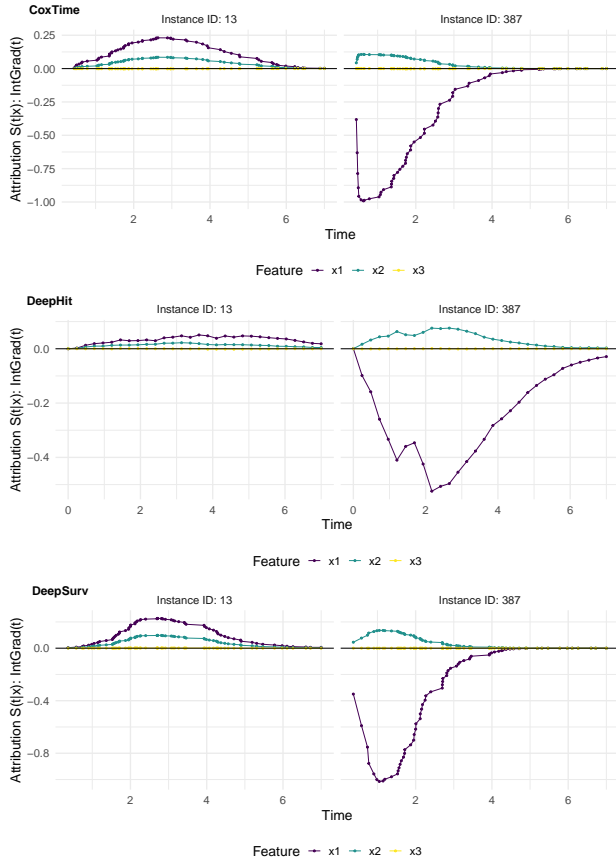 CoxTime
Instance ID: 13
Instance ID: 387
Attribution S(t|x): IntGrad(t)
0.25
0.00
−0.25
−0.50
−0.75
−1.00
2 4 6 2 4 6
Time
Feature x1 x2 x3
DeepHit
Instance ID: 13
Instance ID: 387
Attribution S(t|x): IntGrad(t)
0.0
−0.2
−0.4
0 2 4 6 0 2 4 6
Time
Feature x1 x2 x3
DeepSurv
Instance ID: 13
Instance ID: 387
Attribution S(t|x): IntGrad(t)
0.0
−0.4
−0.8
2 4 6 2 4 6
Time
Feature x1 x2 x3